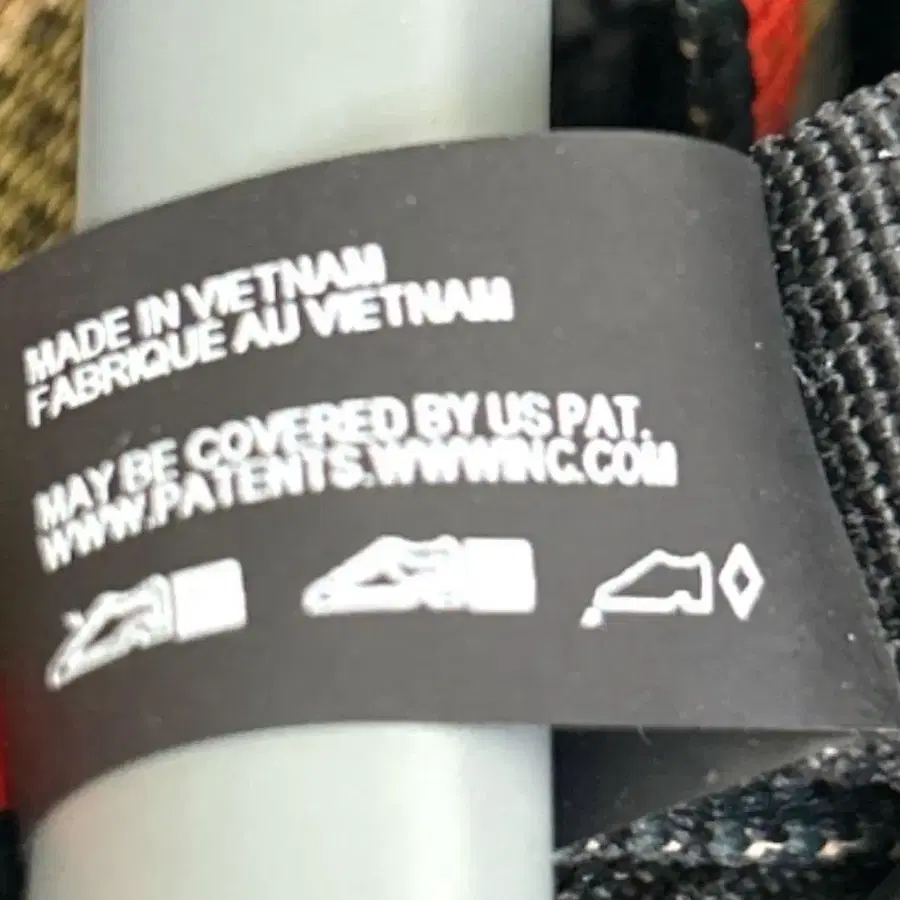 MADE IN VIETNAM
FABRIQUE AU VIETNAM
MAY BE COVERED BY US PAT.
WWW.PATENTS.WWWINC.COM